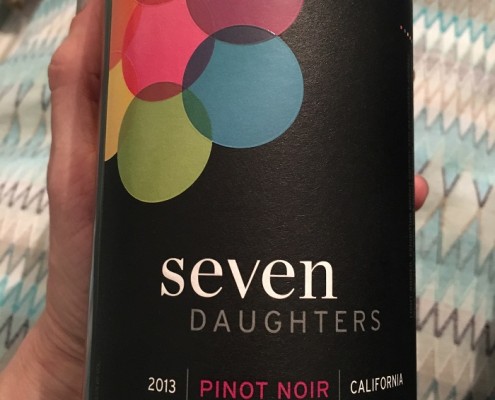 seven
DAUGHTERS
2013 | PINOT NOIR | CALIFORNIA